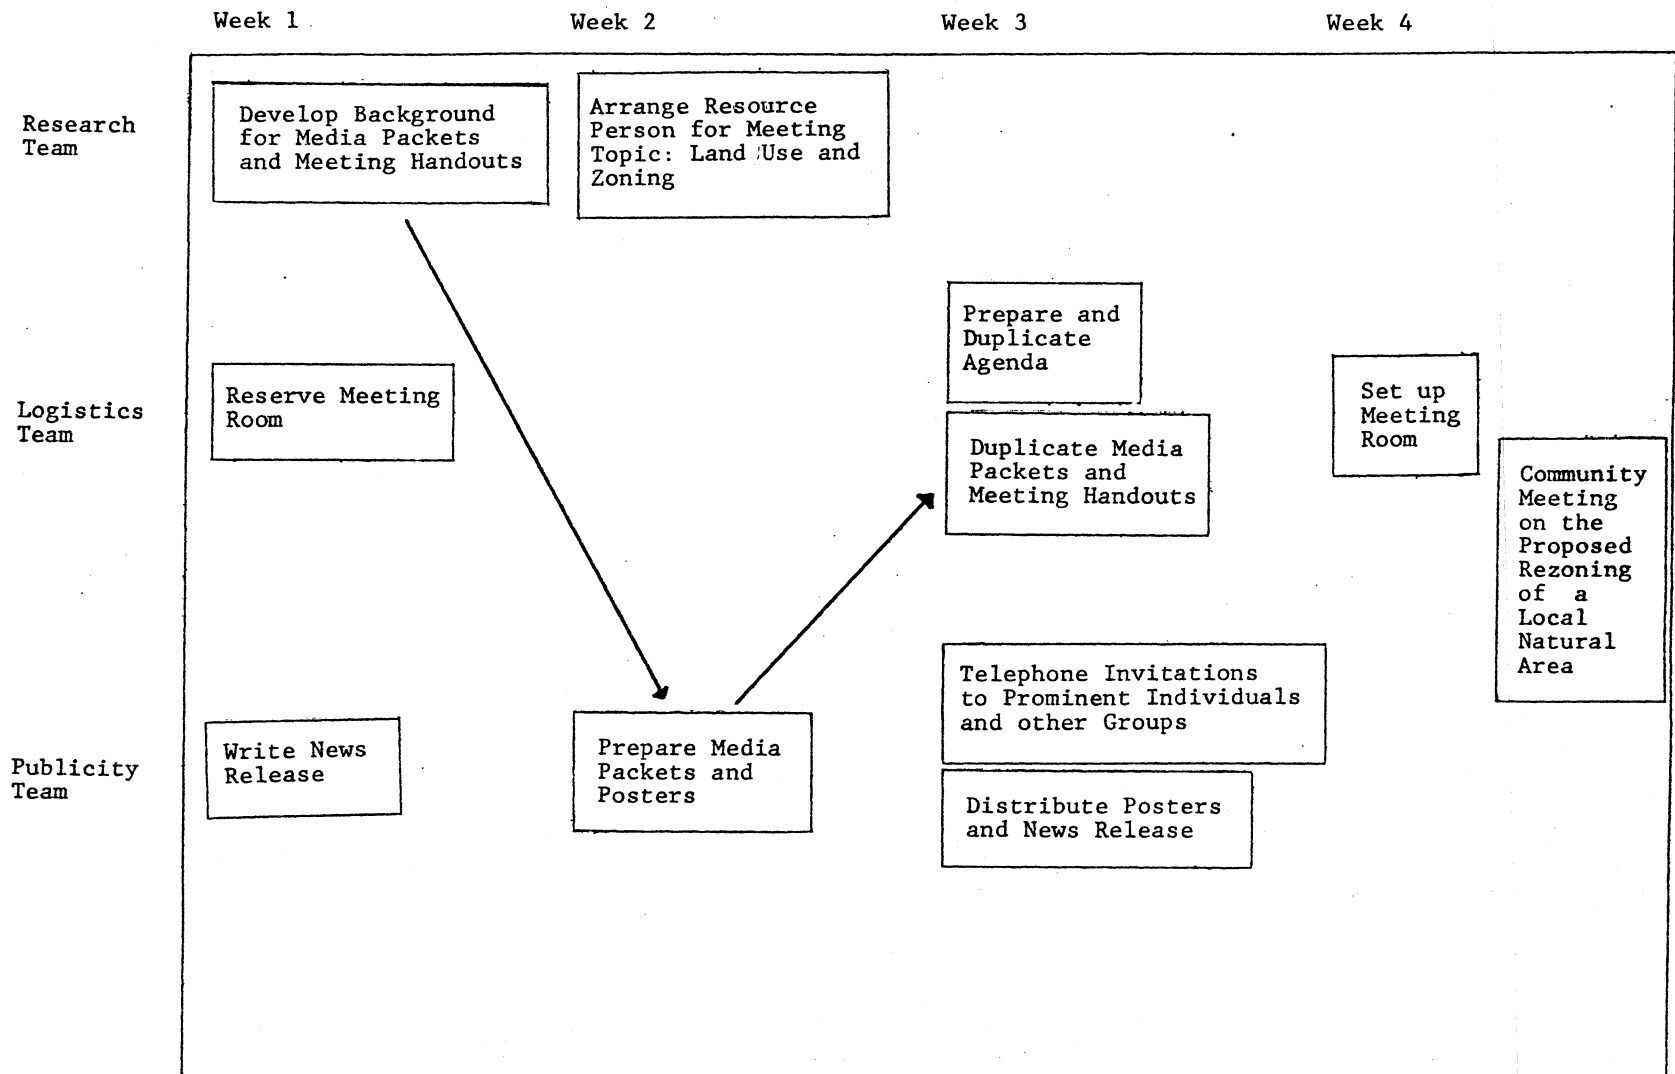 Week 1
Week 2
Week 3
Week 4
Research
Team
Develop Background
for Media Packets
and Meeting Handouts
Arrange Resource
Person for Meeting
Topic: Land Use and
Zoning
Logistics
Team
Reserve Meeting
Room
Prepare and
Duplicate
Agenda
Duplicate Media
Packets and
Meeting Handouts
Set up
Meeting
Room
Community
Meeting
on the
Proposed
Rezoning
of a
Local
Natural
Area
Publicity
Team
Write News
Release
Prepare Media
Packets and
Posters
Telephone Invitations
to Prominent Individuals
and other Groups
Distribute Posters
and News Release